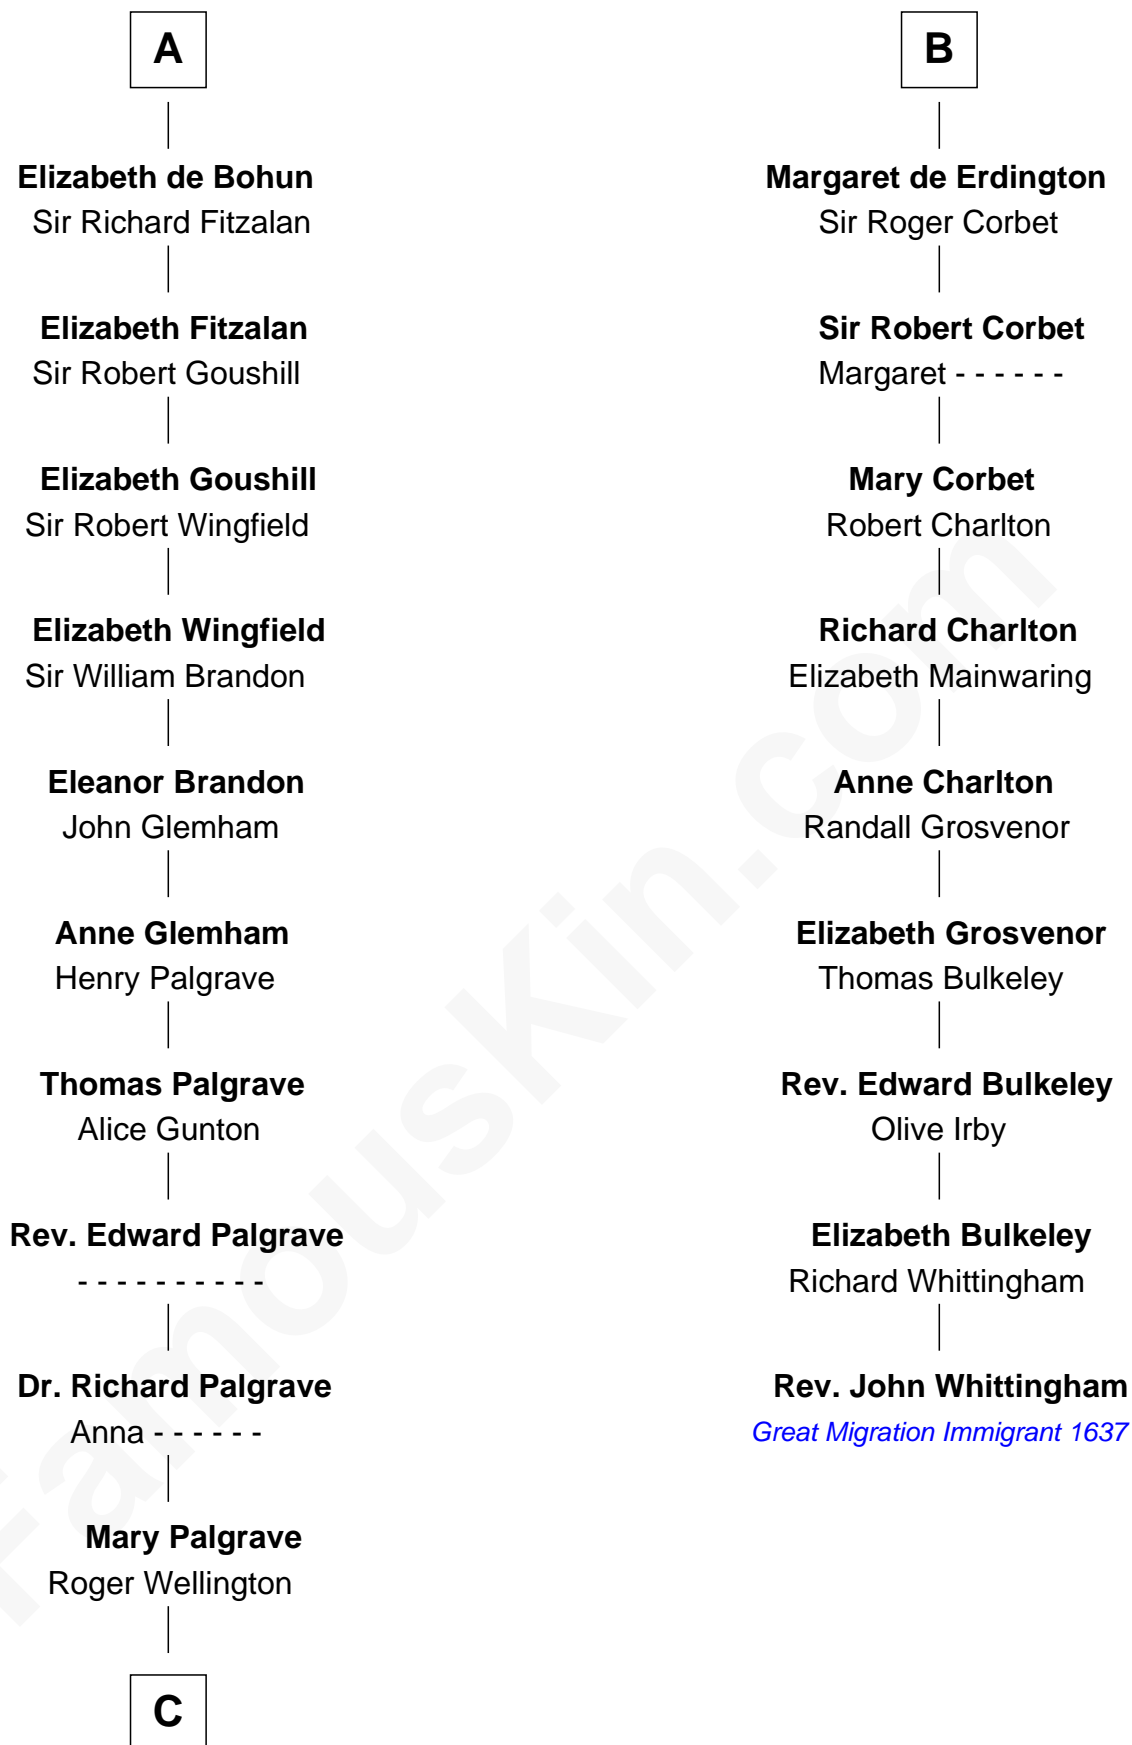 A
Elizabeth de Bohun
Sir Richard Fitzalan
Elizabeth Fitzalan
Sir Robert Goushill
Elizabeth Goushill
Sir Robert Wingfield
Elizabeth Wingfield
Sir William Brandon
Eleanor Brandon
John Glemham
Anne Glemham
Henry Palgrave
Thomas Palgrave
Alice Gunton
Rev. Edward Palgrave
- - - - - - - - - -
Dr. Richard Palgrave
Anna - - - - - -
Mary Palgrave
Roger Wellington
C
B
Margaret de Erdington
Sir Roger Corbet
Sir Robert Corbet
Margaret - - - - - -
Mary Corbet
Robert Charlton
Richard Charlton
Elizabeth Mainwaring
Anne Charlton
Randall Grosvenor
Elizabeth Grosvenor
Thomas Bulkeley
Rev. Edward Bulkeley
Olive Irby
Elizabeth Bulkeley
Richard Whittingham
Rev. John Whittingham
Great Migration Immigrant 1637
FamousKin.com